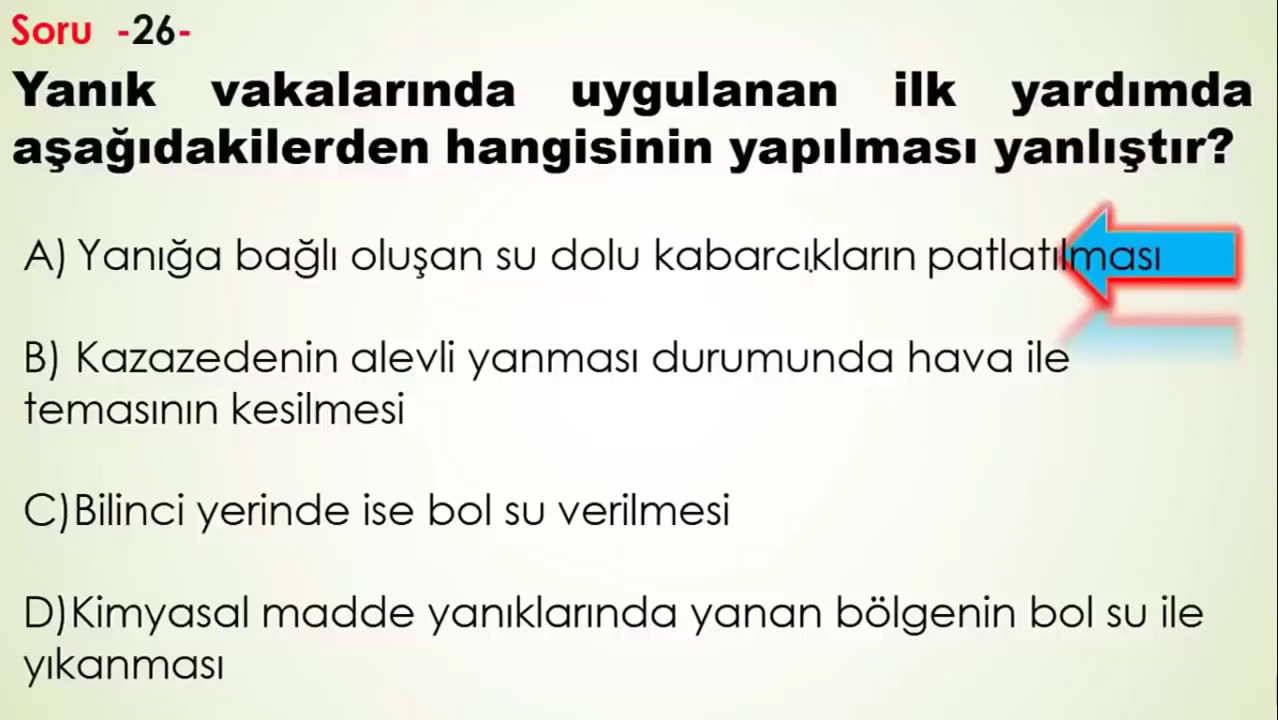 Soru -26-
Yanık vakalarında uygulanan ilk yardımda
aşağıdakilerden hangisinin yapılması yanlıştır?
A) Yanığa bağlı oluşan su dolu kabarcıkların patlatılması
B) Kazazedenin alevli yanması durumunda hava ile
temasının kesilmesi
C)Bilinci yerinde ise bol su verilmesi
D)Kimyasal madde yanıklarında yanan bölgenin bol su ile
yıkanması